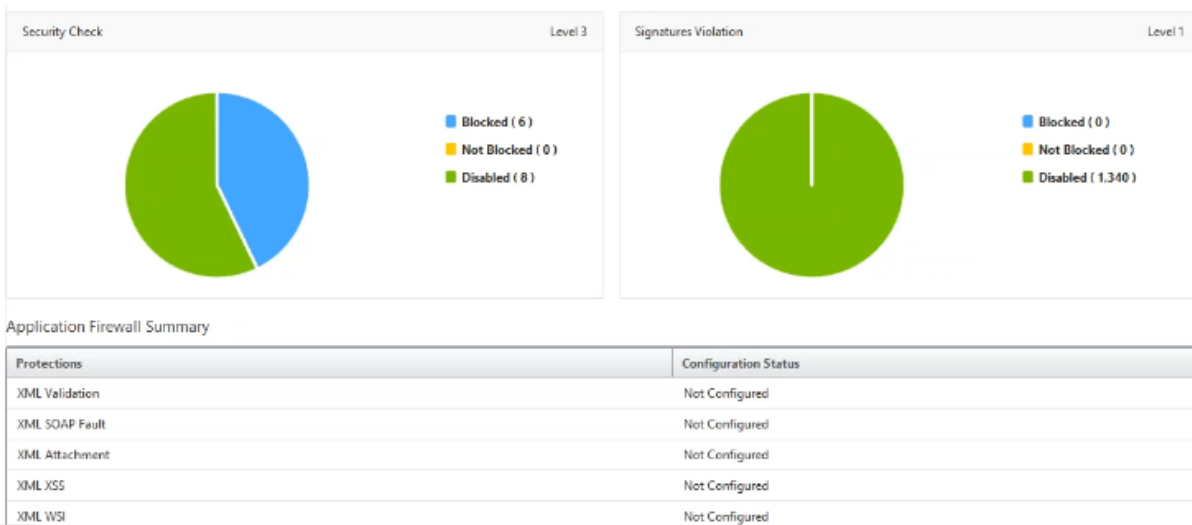 Security Check Level 3
Blocked ( 6 )
Not Blocked ( 0 )
Disabled ( 8 )
Signatures Violation Level 1
Blocked ( 0 )
Not Blocked ( 0 )
Disabled ( 1,340 )
Application Firewall Summary
Protections Configuration Status
XML Validation Not Configured
XML SOAP Fault Not Configured
XML Attachment Not Configured
XML XSS Not Configured
XML WSI Not Configured